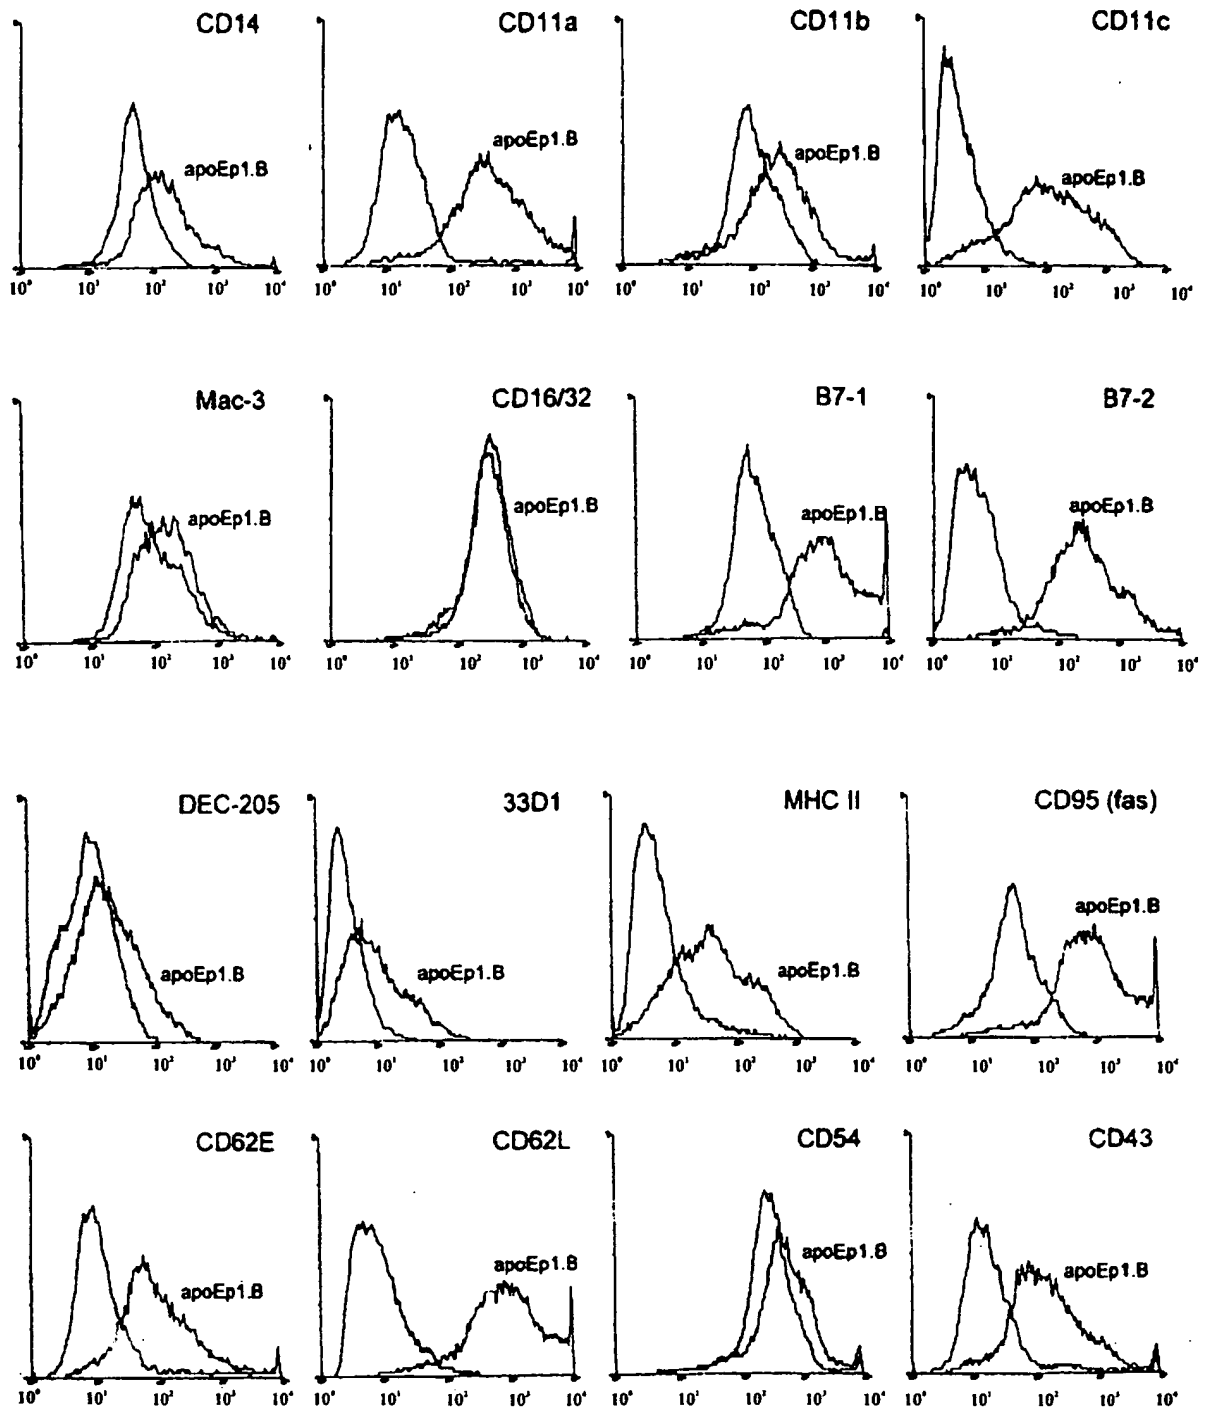 CD14 CD11a CD11b CD11c
apoEp1.B apoEp1.B apoEp1.B apoEp1.B
10⁰ 10¹ 10² 10³ 10⁴ 10⁰ 10¹ 10² 10³ 10⁴ 10⁰ 10¹ 10² 10³ 10⁴ 10⁰ 10¹ 10² 10³ 10⁴
Mac-3 CD16/32 B7-1 B7-2
apoEp1.B apoEp1.B apoEp1.B apoEp1.B
10⁰ 10¹ 10² 10³ 10⁴ 10⁰ 10¹ 10² 10³ 10⁴ 10⁰ 10¹ 10² 10³ 10⁴ 10⁰ 10¹ 10² 10³ 10⁴
DEC-205 33D1 MHC II CD95 (fas)
apoEp1.B apoEp1.B apoEp1.B apoEp1.B
10⁰ 10¹ 10² 10³ 10⁴ 10⁰ 10¹ 10² 10³ 10⁴ 10⁰ 10¹ 10² 10³ 10⁴ 10⁰ 10¹ 10² 10³ 10⁴
CD62E CD62L CD54 CD43
apoEp1.B apoEp1.B apoEp1.B apoEp1.B
10⁰ 10¹ 10² 10³ 10⁴ 10⁰ 10¹ 10² 10³ 10⁴ 10⁰ 10¹ 10² 10³ 10⁴ 10⁰ 10¹ 10² 10³ 10⁴